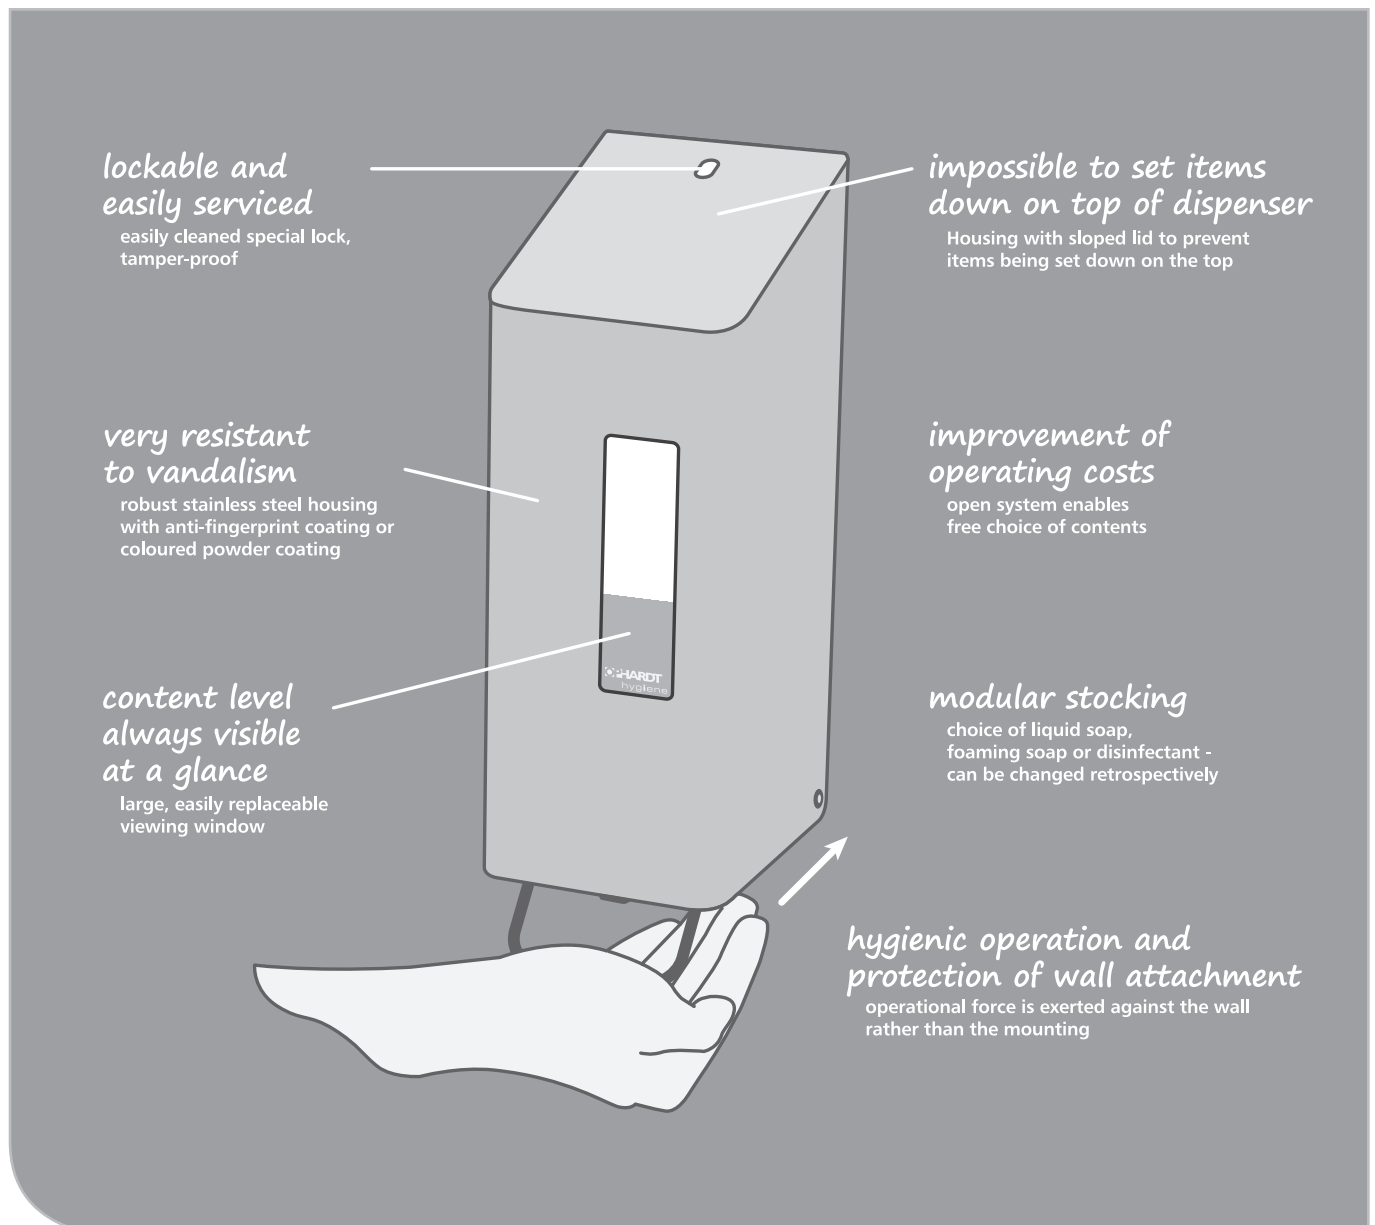 lockable and
easily serviced
easily cleaned special lock,
tamper-proof
impossible to set items
down on top of dispenser
Housing with sloped lid to prevent
items being set down on the top
very resistant
to vandalism
robust stainless steel housing
with anti-fingerprint coating or
coloured powder coating
improvement of
operating costs
open system enables
free choice of contents
OPHARDT
hygiene
content level
always visible
at a glance
large, easily replaceable
viewing window
modular stocking
choice of liquid soap,
foaming soap or disinfectant -
can be changed retrospectively
hygienic operation and
protection of wall attachment
operational force is exerted against the wall
rather than the mounting